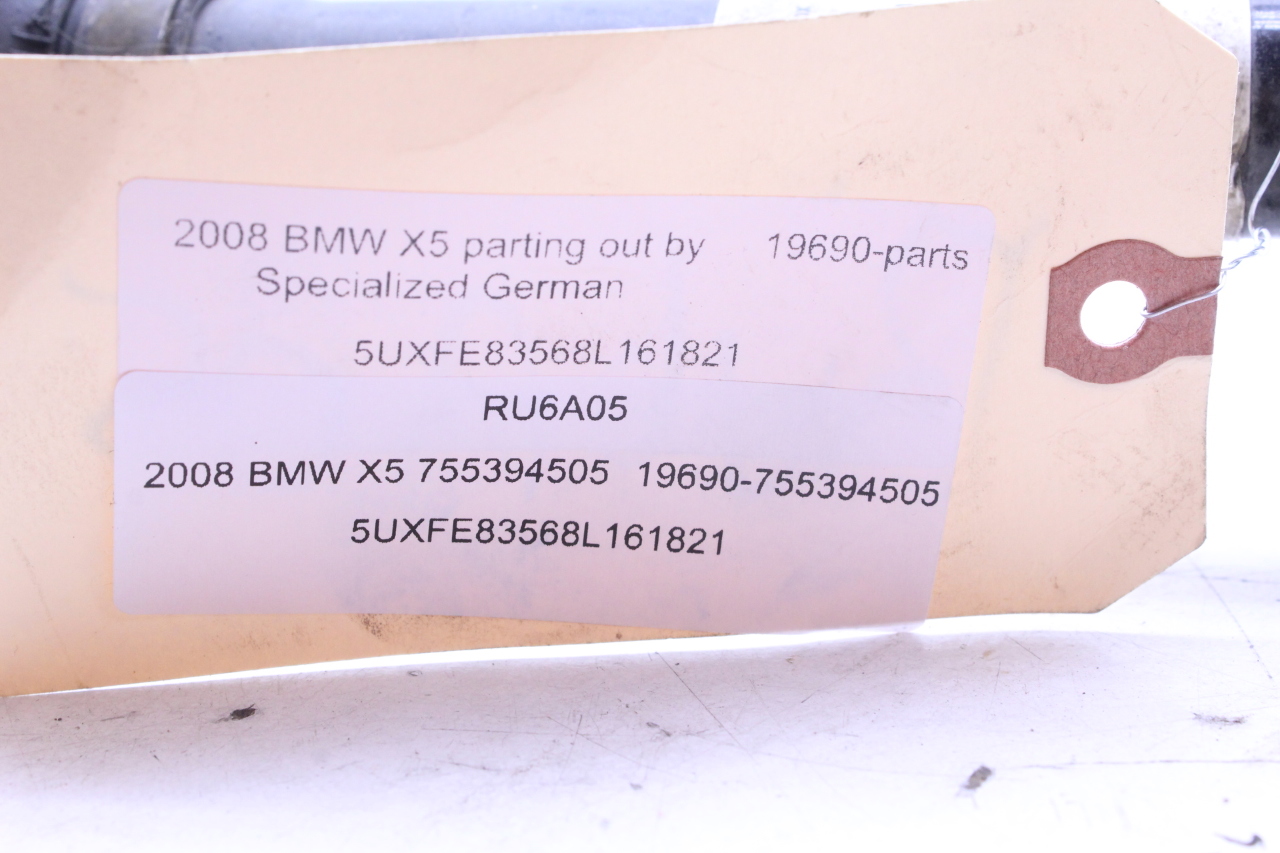 2008 BMW X5 parting out by 19690-parts
Specialized German
5UXFE83568L161821
RU6A05
2008 BMW X5 755394505 19690-755394505
5UXFE83568L161821